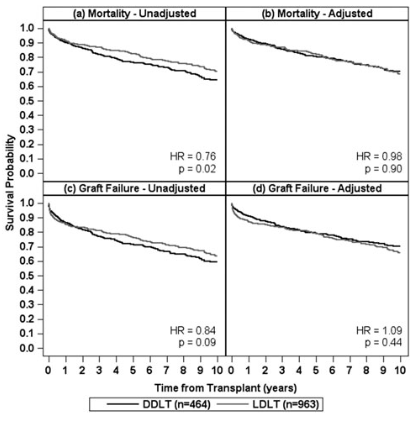 (a) Mortality - Unadjusted
(b) Mortality - Adjusted
1.0
0.9
0.8
0.7
0.6
0.5
0.4
0.3
0.2
0.1
0.0
HR = 0.76
p = 0.02
HR = 0.98
p = 0.90
Survival Probability
(c) Graft Failure - Unadjusted
(d) Graft Failure - Adjusted
1.0
0.9
0.8
0.7
0.6
0.5
0.4
0.3
0.2
0.1
0.0
HR = 0.84
p = 0.09
HR = 1.09
p = 0.44
0 1 2 3 4 5 6 7 8 9 10
0 1 2 3 4 5 6 7 8 9 10
Time from Transplant (years)
DDLT (n=464) LDLT (n=963)